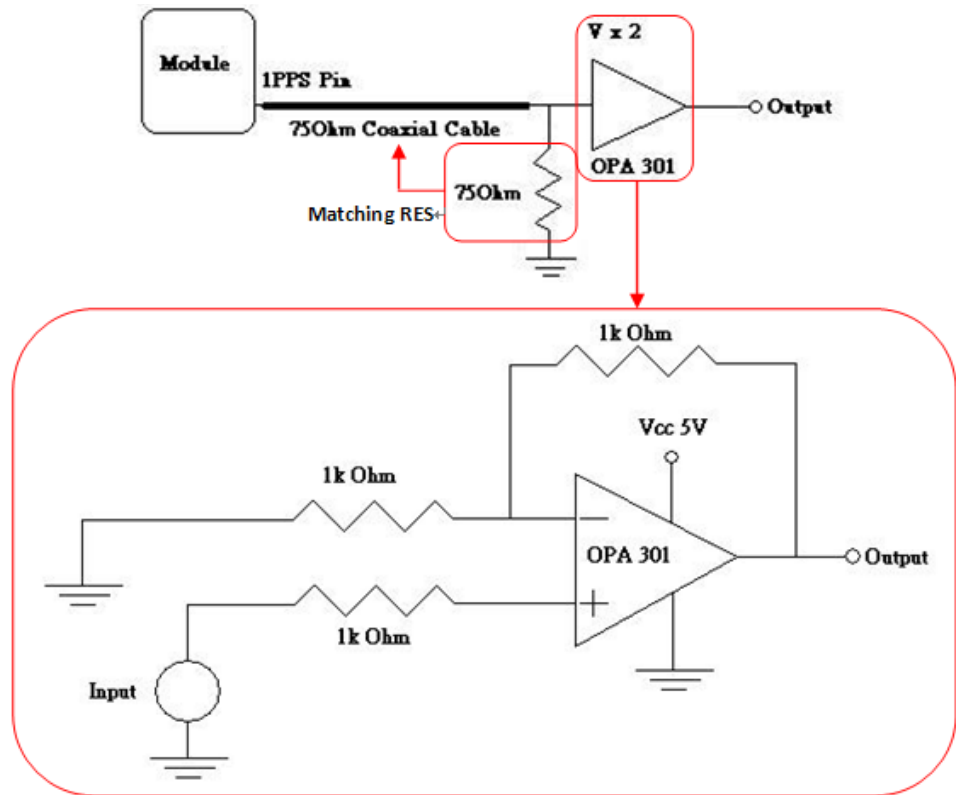 Module
1PPS Pin
75Ohm Coaxial Cable
V x 2
OPA 301
Output
75Ohm
Matching RES↵
1k Ohm
Vcc 5V
1k Ohm
OPA 301
Output
1k Ohm
Input